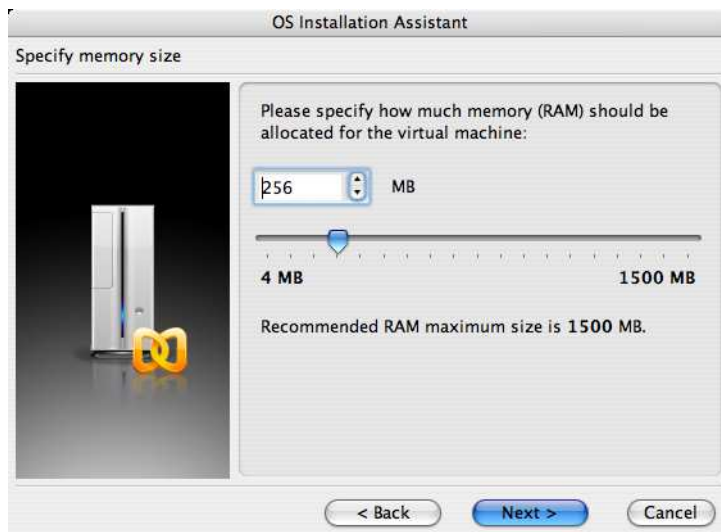 OS Installation Assistant
Specify memory size
Please specify how much memory (RAM) should be
allocated for the virtual machine:
256 MB
4 MB 1500 MB
Recommended RAM maximum size is 1500 MB.
< Back Next > Cancel